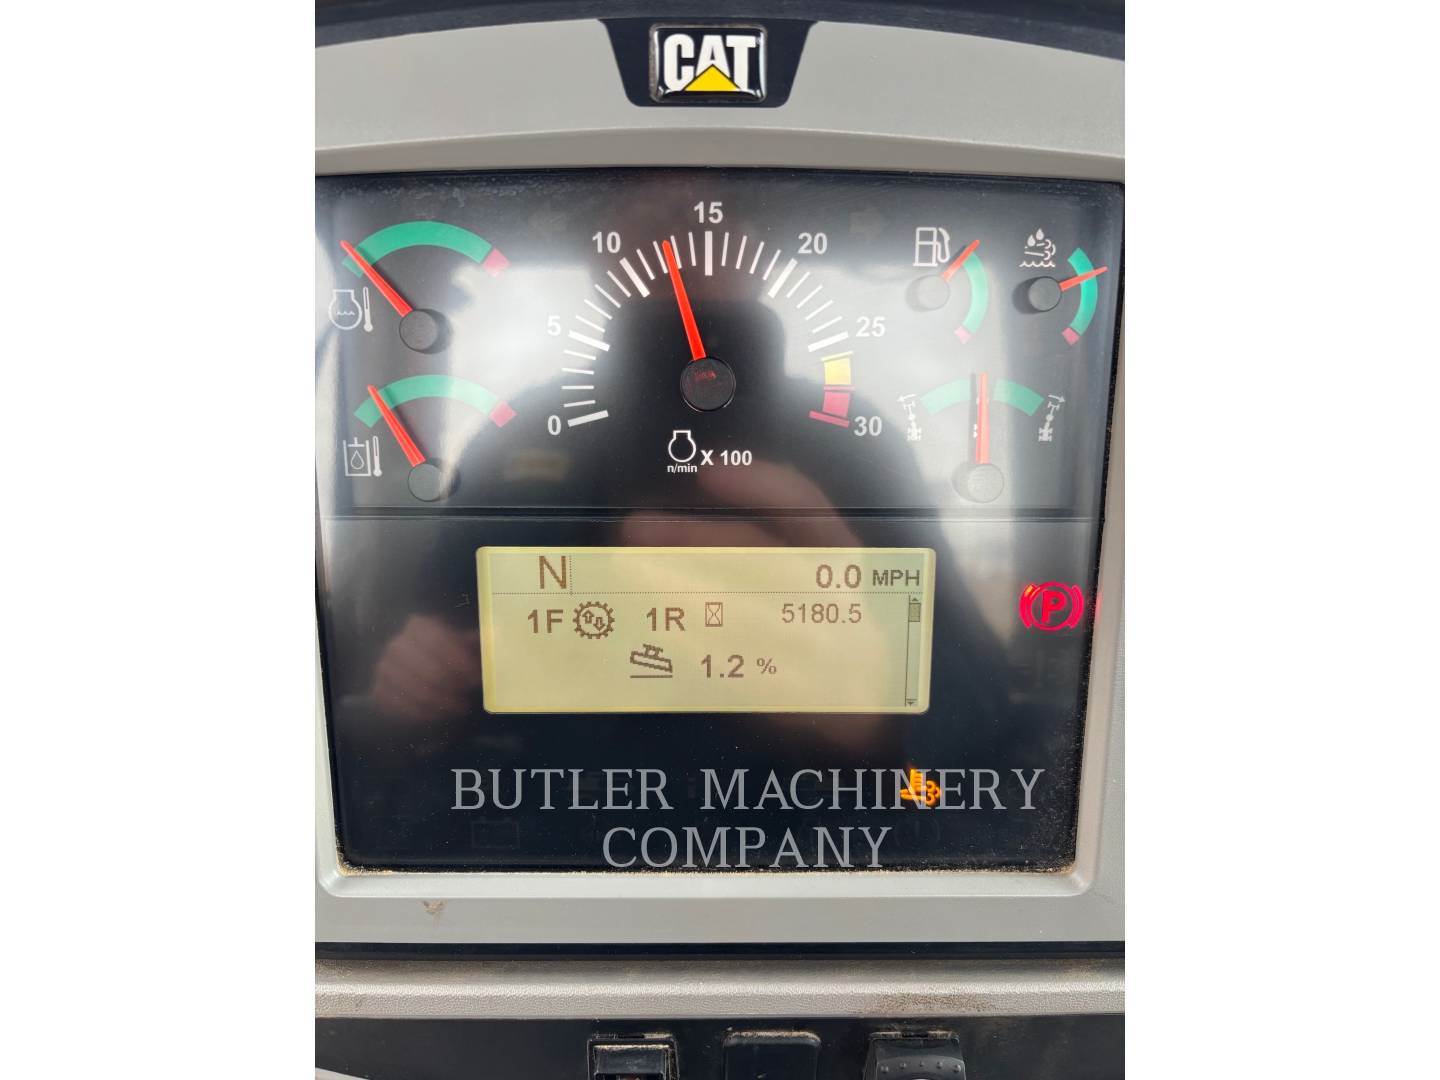 CAT
15
10
20
5
25
0
30
n/min X 100
N 0.0 MPH
1F 1R 5180.5
1.2 %
P
BUTLER MACHINERY
COMPANY